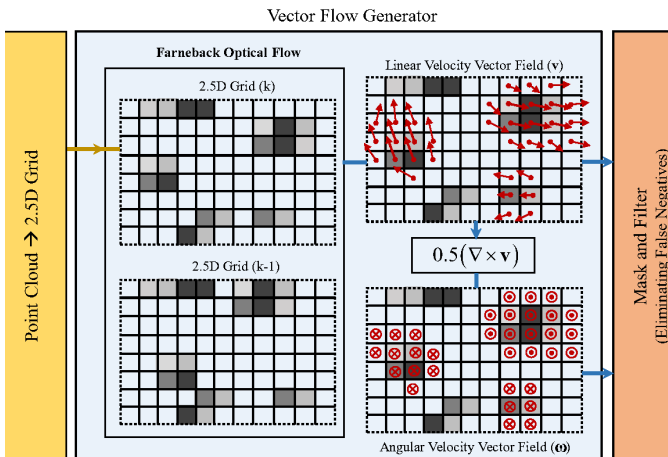 Vector Flow Generator
Point Cloud → 2.5D Grid
Farneback Optical Flow
2.5D Grid (k)
2.5D Grid (k-1)
Linear Velocity Vector Field (v)
0.5(∇×v)
Angular Velocity Vector Field (ω)
Mask and Filter
(Eliminating False Negatives)